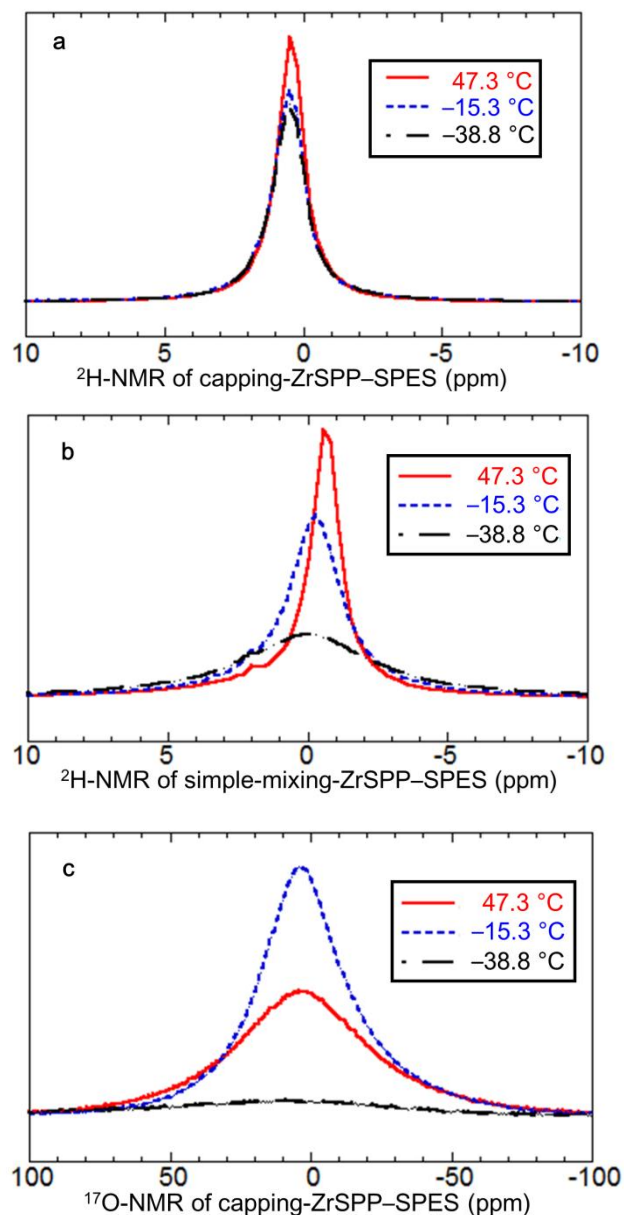 a
47.3 °C
–15.3 °C
–38.8 °C
10 5 0 -5 -10
²H-NMR of capping-ZrSPP–SPES (ppm)
b
47.3 °C
–15.3 °C
–38.8 °C
10 5 0 -5 -10
²H-NMR of simple-mixing-ZrSPP–SPES (ppm)
c
47.3 °C
–15.3 °C
–38.8 °C
100 50 0 -50 -100
¹⁷O-NMR of capping-ZrSPP–SPES (ppm)